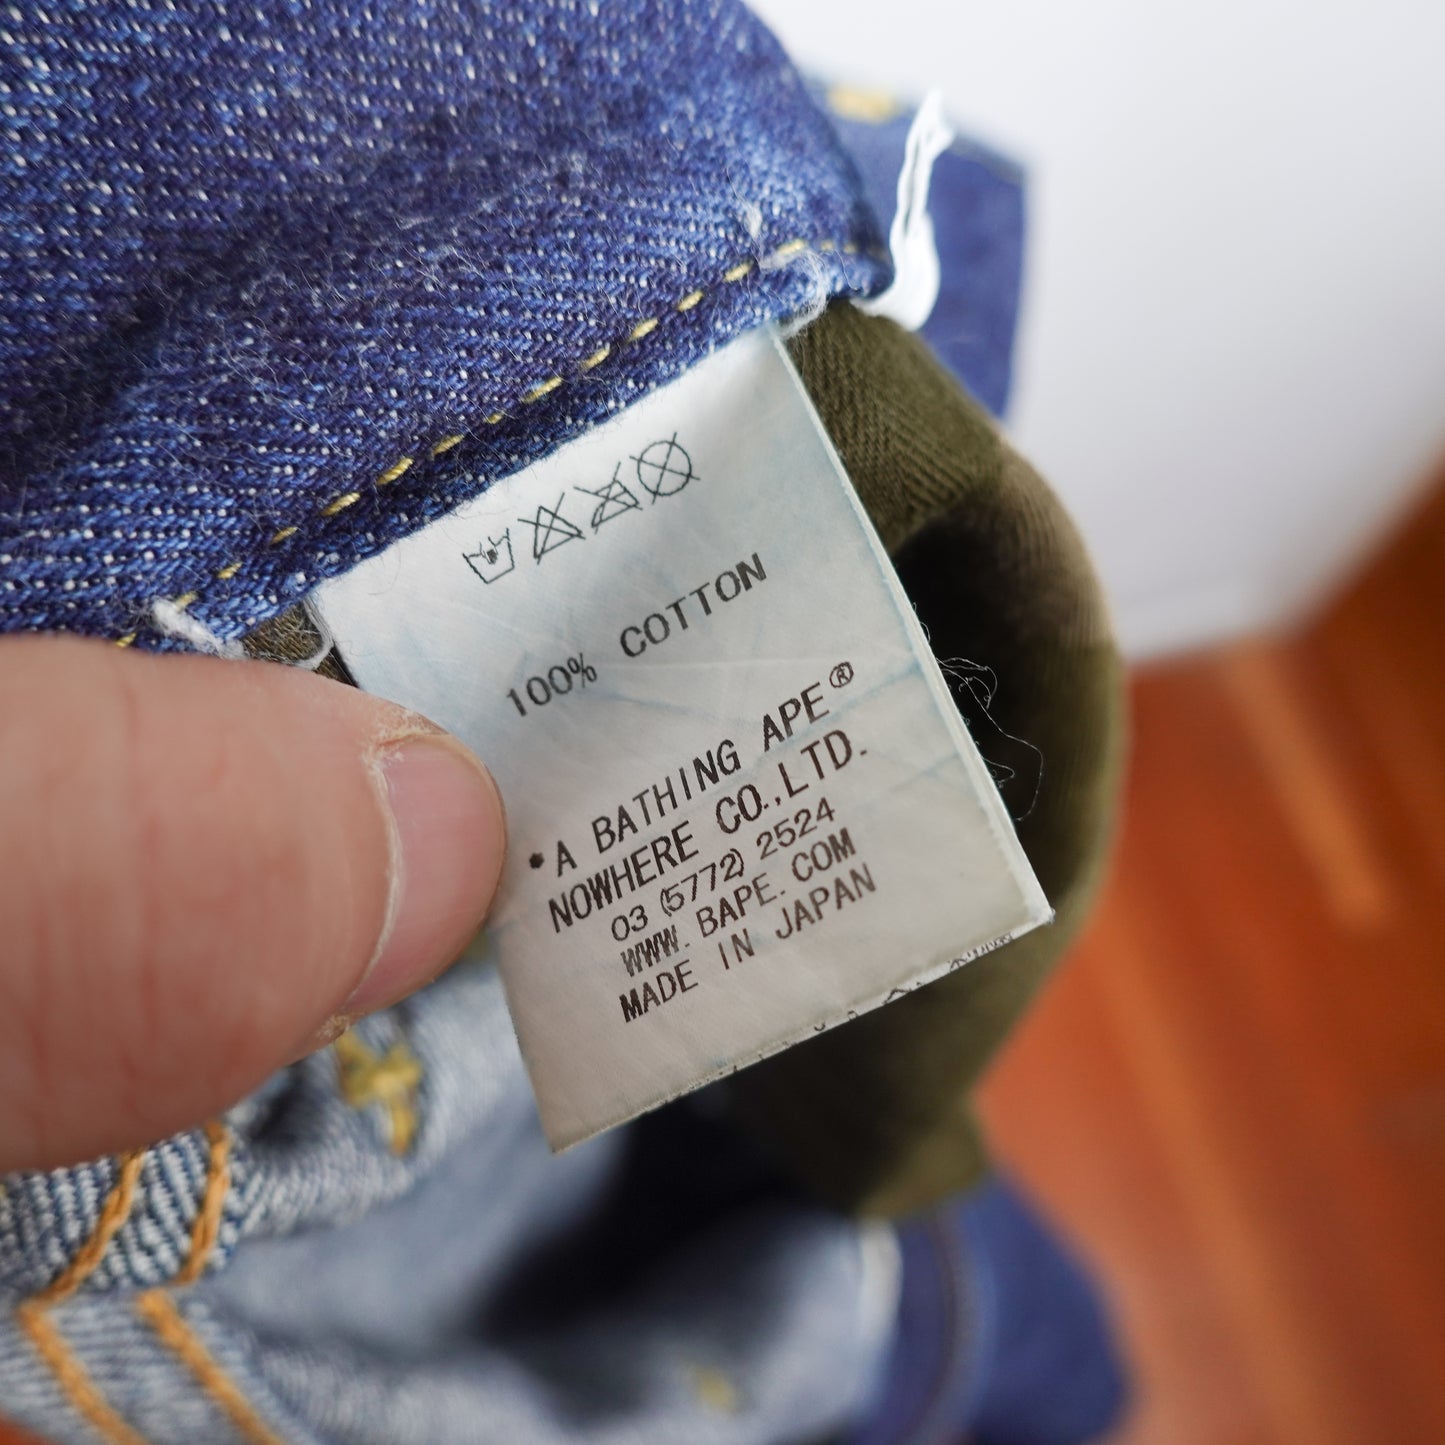 100% COTTON
*A BATHING APE®
NOWHERE CO.,LTD.
03 (5772) 2524
WWW. BAPE. COM
MADE IN JAPAN